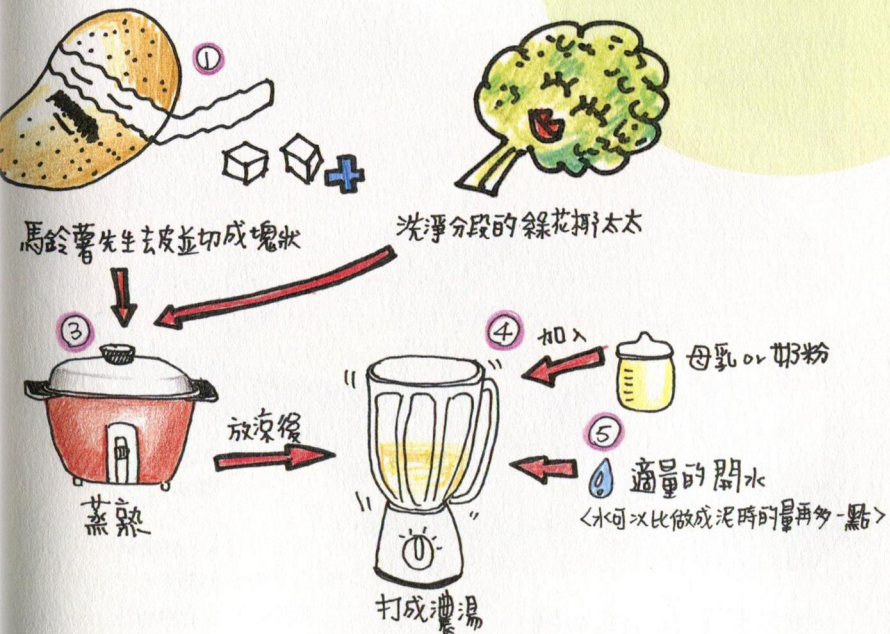 ①
馬鈴薯先生去皮並切成塊狀
洗淨分段的綠花椰太太
③
蒸熟
放涼後
④
加入
母乳or奶粉
⑤
適量的開水
<水可以比做成泥時的量再多一點>
打成濃湯